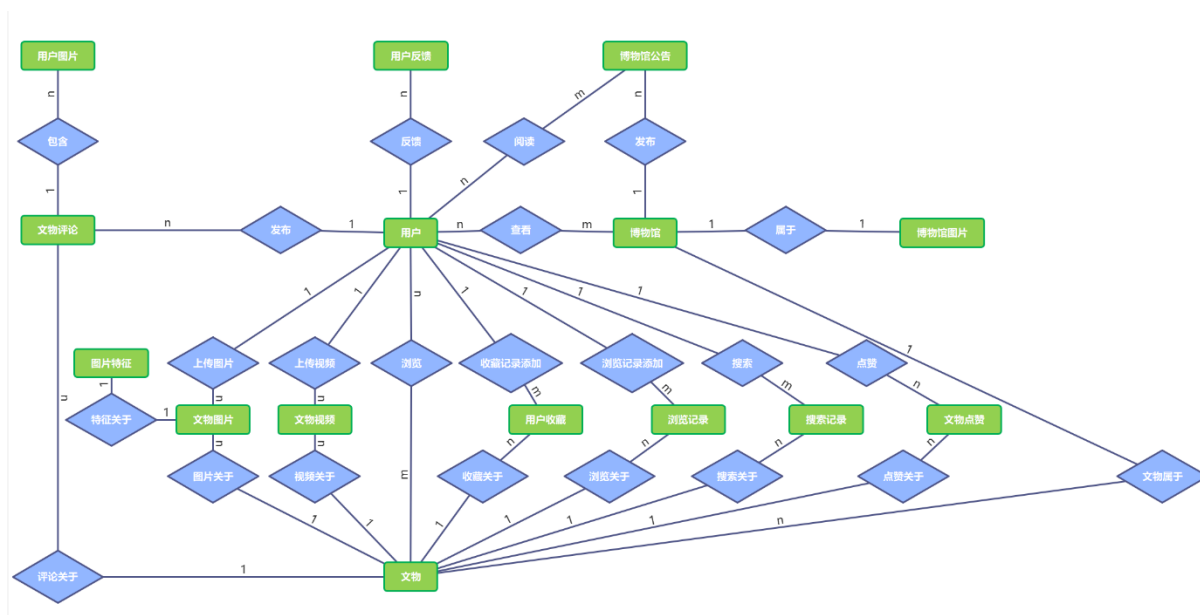 用户图片
用户反馈
博物馆公告
n
n
m
n
包含
反馈
阅读
发布
1
1
n
1
文物评论
n
发布
1
用户
n
查看
m
博物馆
1
属于
1
博物馆图片
1
1
n
1
1
1
1
1
图片特征
上传图片
上传视频
浏览
收藏记录添加
浏览记录添加
搜索
点赞
1
n
n
m
m
m
n
n
特征关于
1
文物图片
文物视频
用户收藏
浏览记录
搜索记录
文物点赞
n
n
m
n
n
n
n
图片关于
视频关于
收藏关于
浏览关于
搜索关于
点赞关于
文物属于
1
1
1
1
1
1
n
评论关于
1
文物